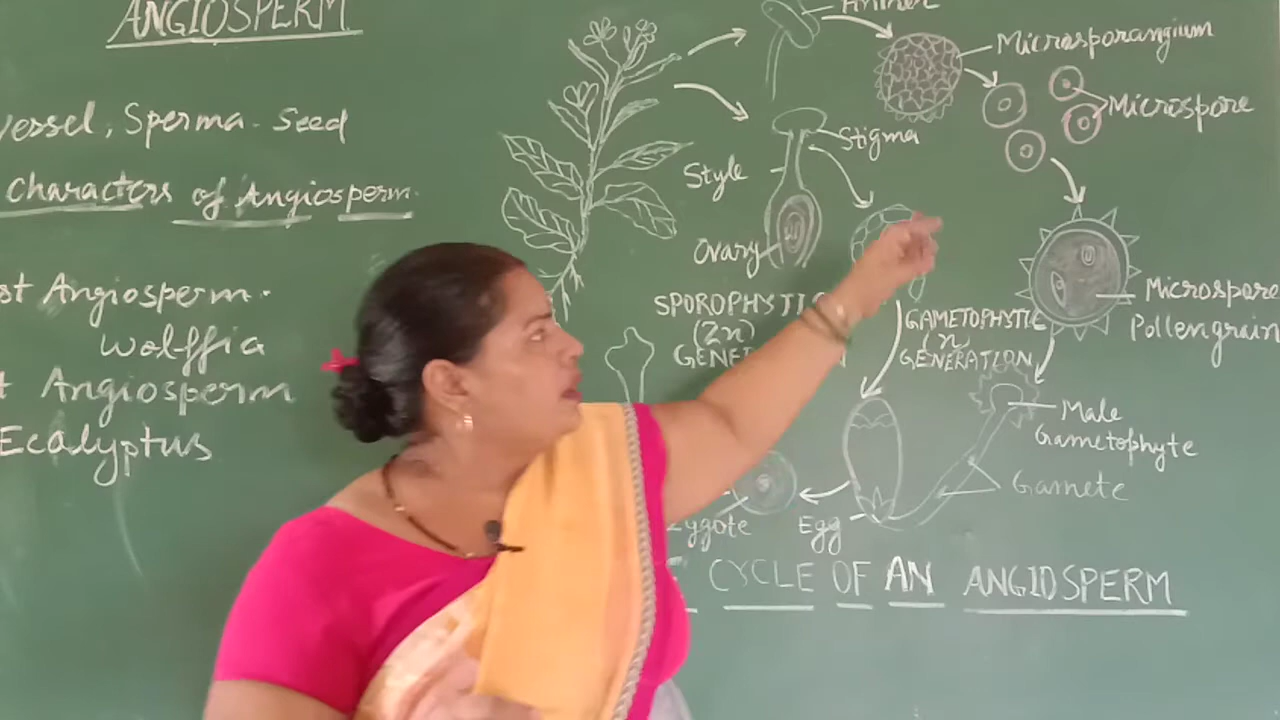 ANGIOSPERM
vessel, Sperma - Seed
Characters of Angiosperm.
st Angiosperm.
wolffia
t Angiosperm
Ecalyptus
Anther
Microsporangium
Microspore
Stigma
Style
Ovary
Microspore
Pollengrain
SPOROPHYTIC
(2n)
GENE
GAMETOPHYTIC
(n)
GENERATION
Male
Gametophyte
Gamete
Zygote
Egg
CYCLE OF AN ANGIOSPERM